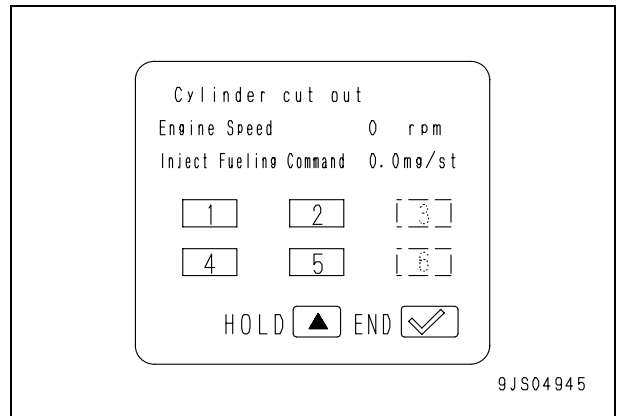 Cylinder cut out
Engine Speed 0 rpm
Inject Fueling Command 0.0mg/st
1 2 3
4 5 6
HOLD ▲ END ✓
9JS04945